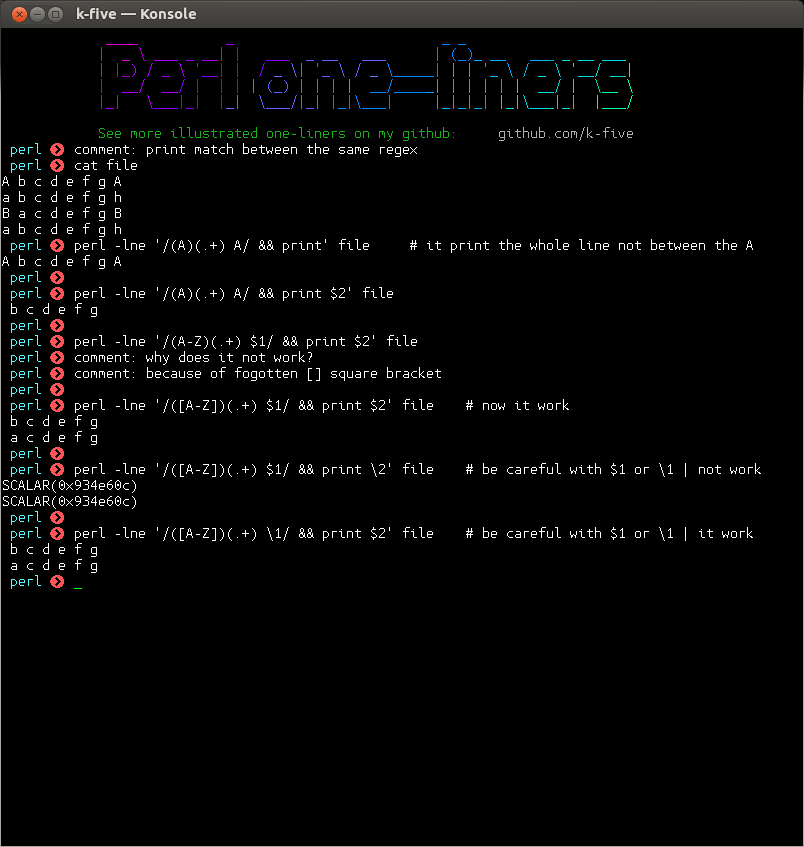 k-five — Konsole
Perl one-liners
See more illustrated one-liners on my github: github.com/k-five
perl comment: print match between the same regex
perl cat file
A b c d e f g A
a b c d e f g h
B a c d e f g B
a b c d e f g h
perl perl -lne '/(A)(.+) A/ && print' file # it print the whole line not between the A
A b c d e f g A
perl
perl perl -lne '/(A)(.+) A/ && print $2' file
b c d e f g
perl
perl perl -lne '/(A-Z)(.+) $1/ && print $2' file
perl comment: why does it not work?
perl comment: because of fogotten [] square bracket
perl
perl perl -lne '/([A-Z])(.+) $1/ && print $2' file # now it work
b c d e f g
a c d e f g
perl
perl perl -lne '/([A-Z])(.+) $1/ && print \2' file # be careful with $1 or \1 | not work
SCALAR(0x934e60c)
SCALAR(0x934e60c)
perl
perl perl -lne '/([A-Z])(.+) \1/ && print $2' file # be careful with $1 or \1 | it work
b c d e f g
a c d e f g
perl _